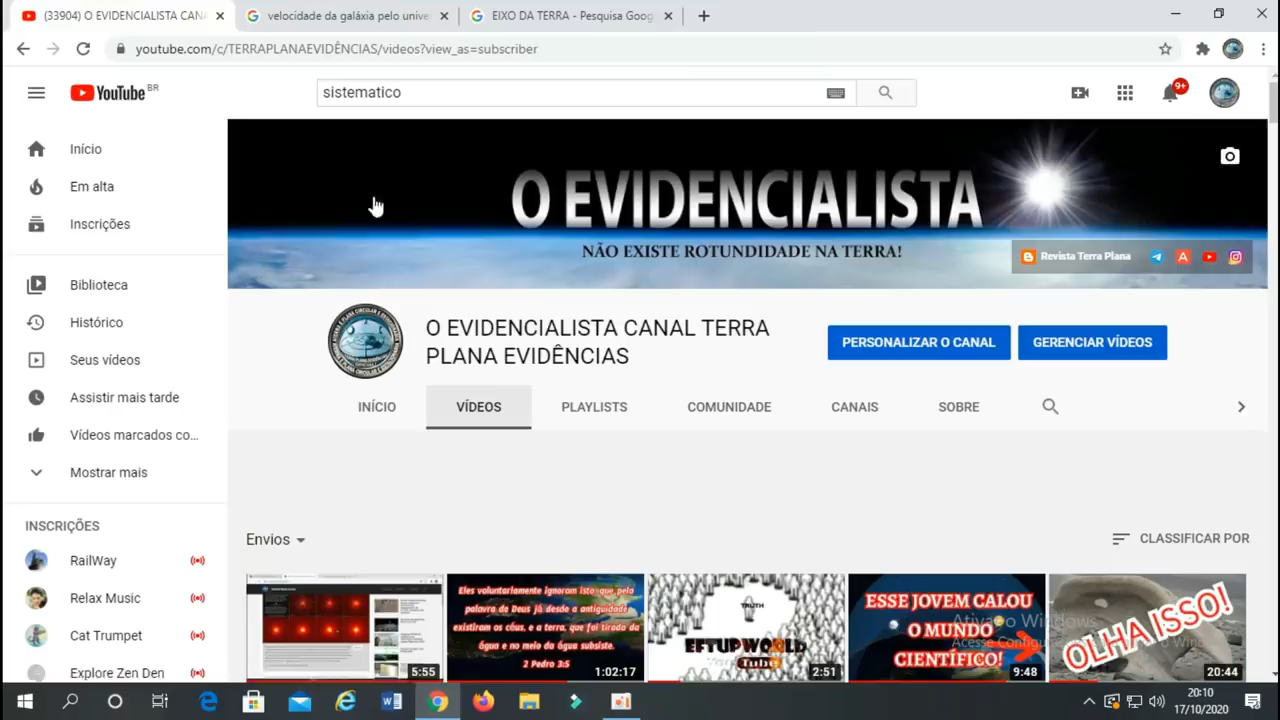 (33904) O EVIDENCIALISTA CANA
velocidade da galáxia pelo unive
EIXO DA TERRA - Pesquisa Goog
youtube.com/c/TERRAPLANAEVIDÊNCIAS/videos?view_as=subscriber
YouTube BR
sistematico
9+
Início
Em alta
Inscrições
Biblioteca
Histórico
Seus vídeos
Assistir mais tarde
Vídeos marcados co...
Mostrar mais
INSCRIÇÕES
RailWay
Relax Music
Cat Trumpet
Explore Zen Den
O EVIDENCIALISTA
NÃO EXISTE ROTUNDIDADE NA TERRA!
Revista Terra Plana
O EVIDENCIALISTA CANAL TERRA
PLANA EVIDÊNCIAS
PERSONALIZAR O CANAL
GERENCIAR VÍDEOS
INÍCIO
VÍDEOS
PLAYLISTS
COMUNIDADE
CANAIS
SOBRE
Envios
CLASSIFICAR POR
5:55
Eles voluntariamente ignoram isto, que pela
palavra de Deus já desde a antiguidade
existiram os céus, e a terra, que foi tirada da
água e no meio da água subsiste.
2 Pedro 3:5
1:02:17
TRUTH
EFTUPWORLD
YouTube
2:51
ESSE JOVEM CALOU
O MUNDO
CIENTÍFICO!
9:48
OLHA ISSO!
20:44
Ativar o Windows
20:10
17/10/2020